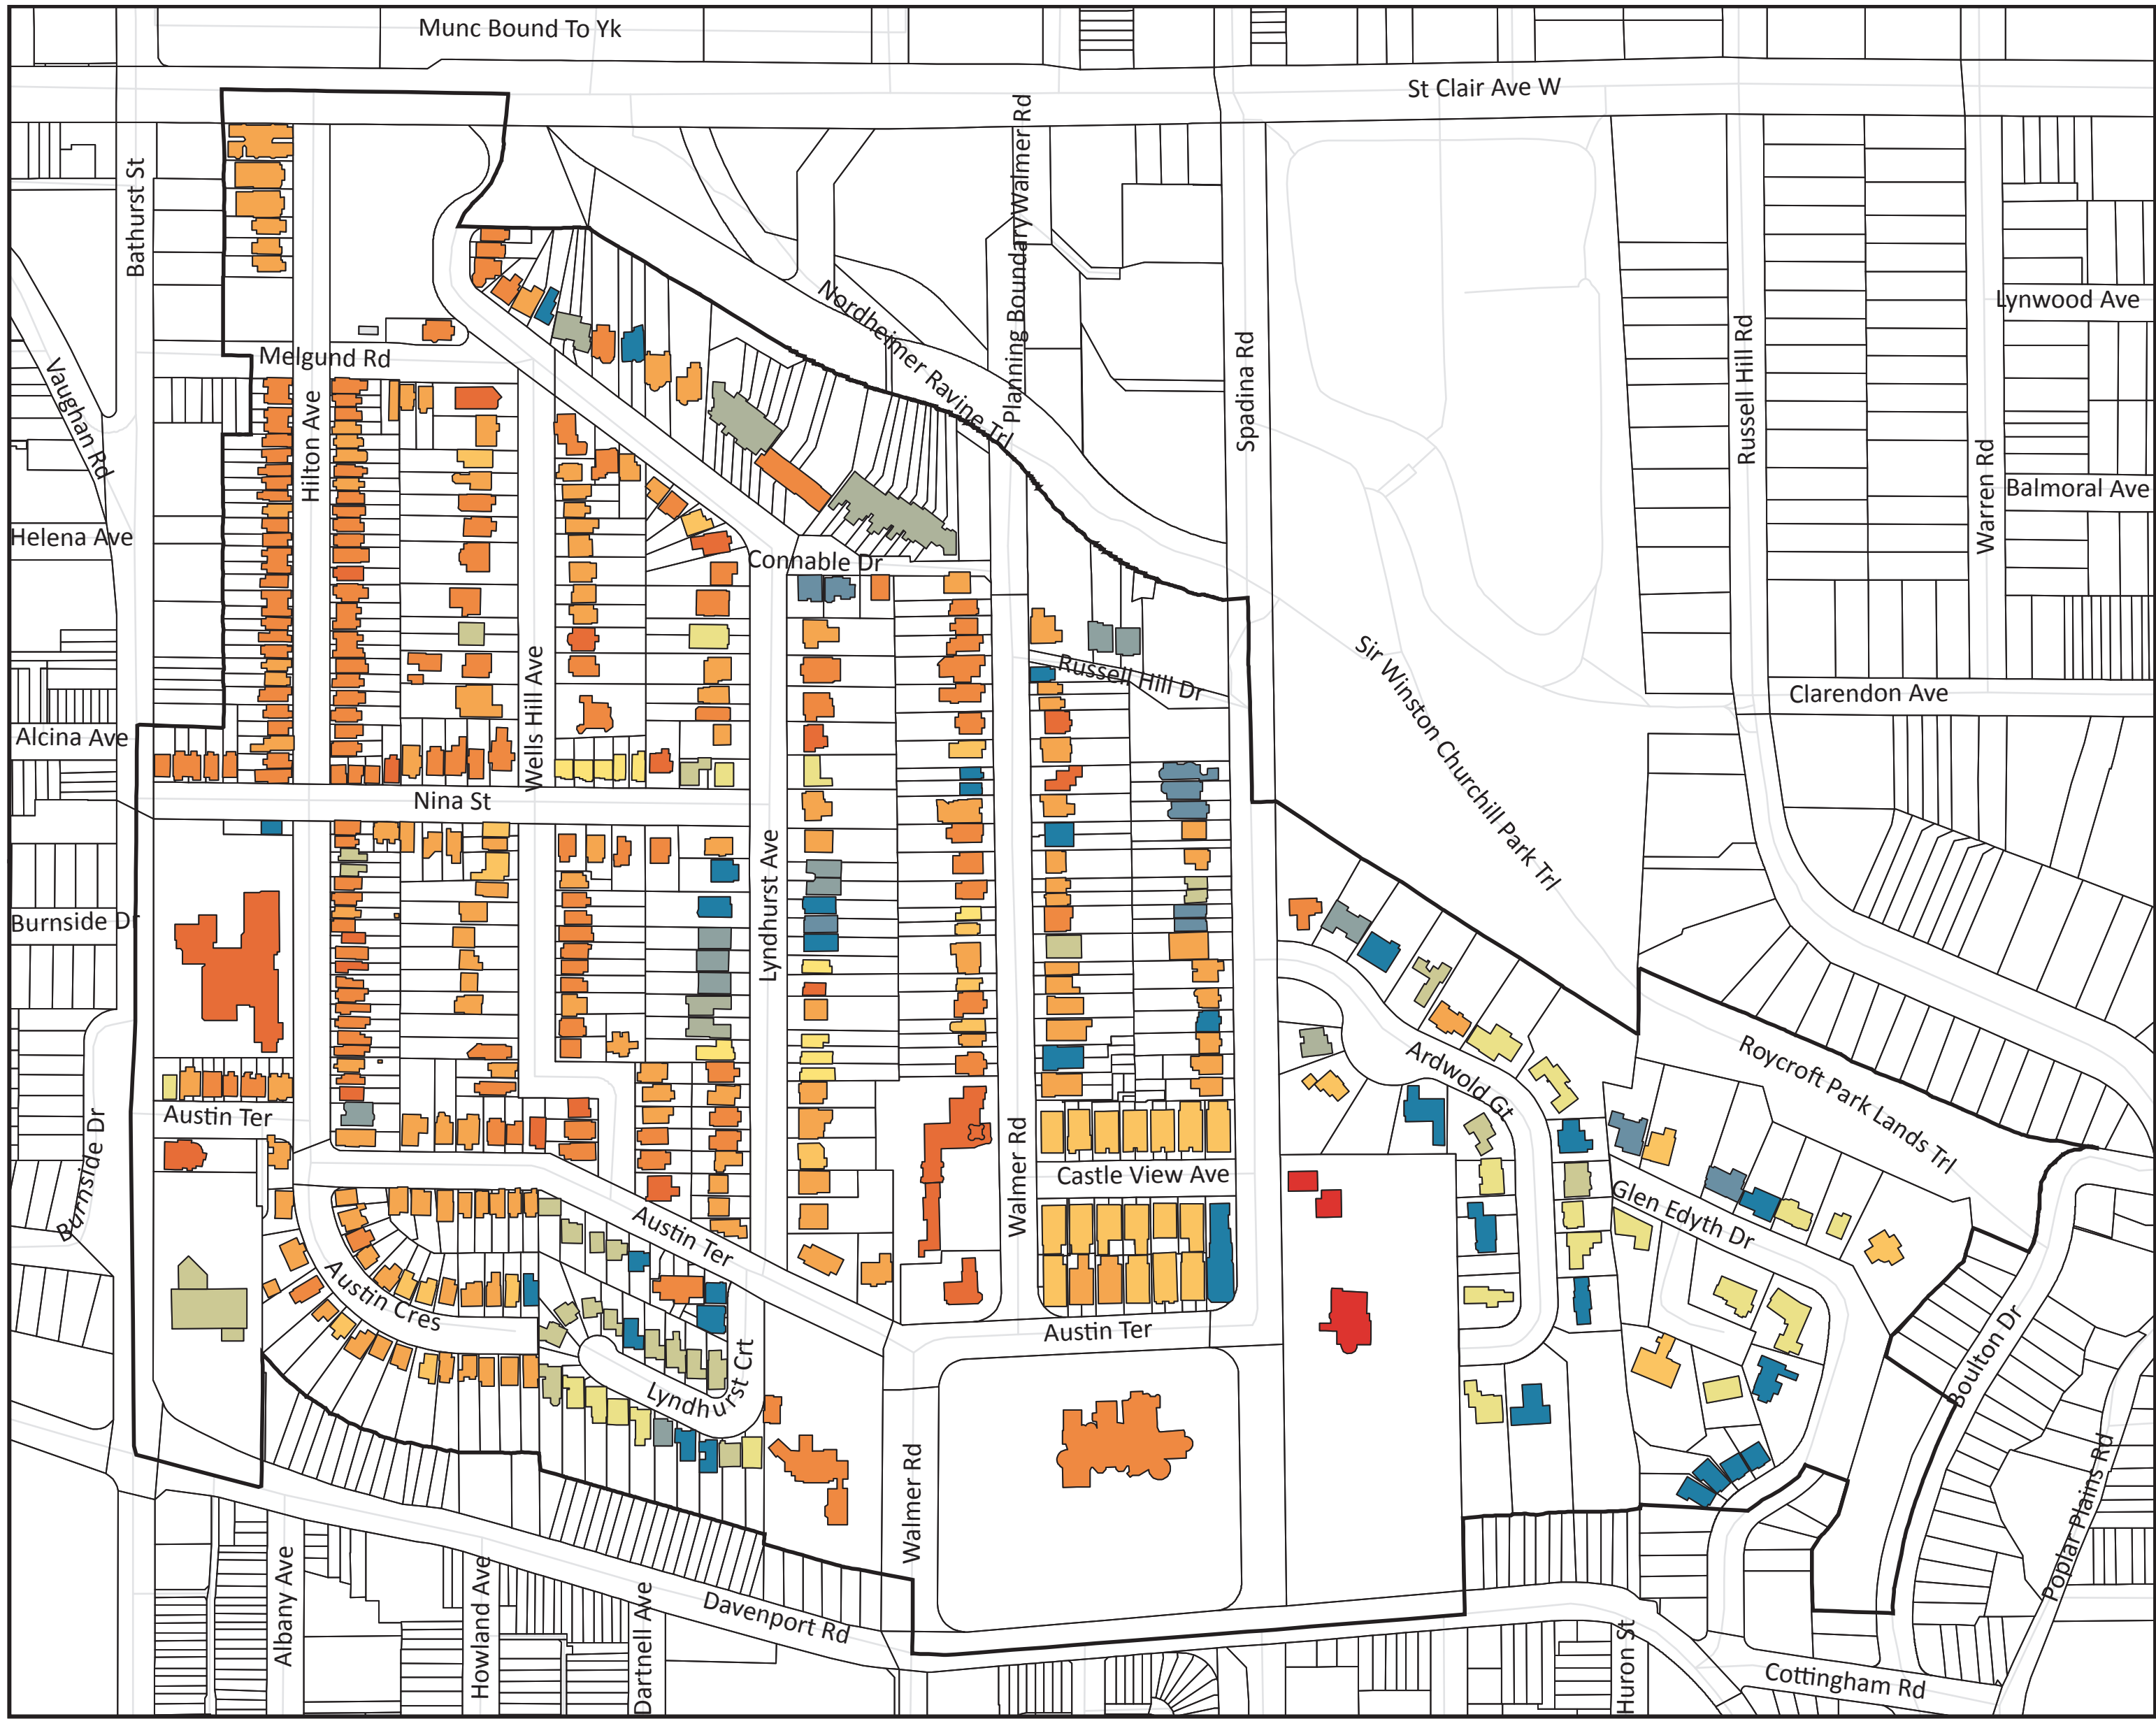 Munc Bound To Yk
St Clair Ave W
Bathurst St
Planning BoundaryWalmer Rd
Nordheimer Ravine Trl
Lynwood Ave
Vaughan Rd
Melgund Rd
Hilton Ave
Spadina Rd
Russell Hill Rd
Warren Rd
Balmoral Ave
Helena Ave
Connable Dr
Russell Hill Dr
Sir Winston Churchill Park Trl
Clarendon Ave
Alcina Ave
Wells Hill Ave
Nina St
Lyndhurst Ave
Burnside Dr
Ardwold Gt
Roycroft Park Lands Trl
Austin Ter
Burnside Dr
Walmer Rd
Castle View Ave
Glen Edyth Dr
Austin Ter
Austin Cres
Austin Ter
Boulton Dr
Lyndhurst Crt
Walmer Rd
Poplar Plains Rd
Albany Ave
Howland Ave
Dartnell Ave
Davenport Rd
Huron St
Cottingham Rd